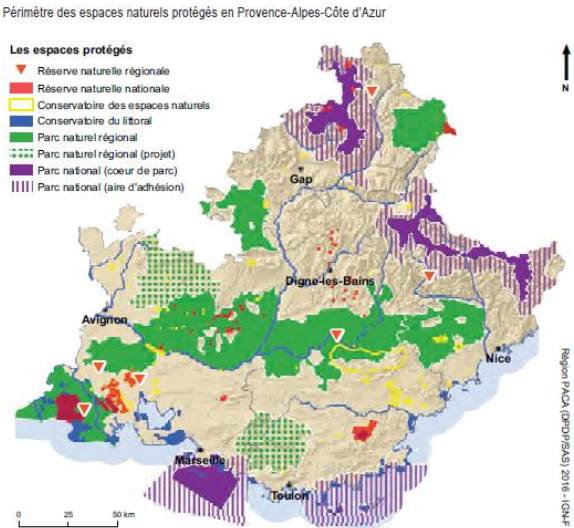 Périmètre des espaces naturels protégés en Provence-Alpes-Côte d'Azur
Les espaces protégés
Réserve naturelle régionale
Réserve naturelle nationale
Conservatoire des espaces naturels
Conservatoire du littoral
Parc naturel régional
Parc naturel régional (projet)
Parc national (coeur de parc)
Parc national (aire d'adhésion)
N
Gap
Digne-les-Bains
Avignon
Nice
Marseille
Toulon
0 25 50 km
Région PACA (DPDP/SAS) 2016 - IGNF